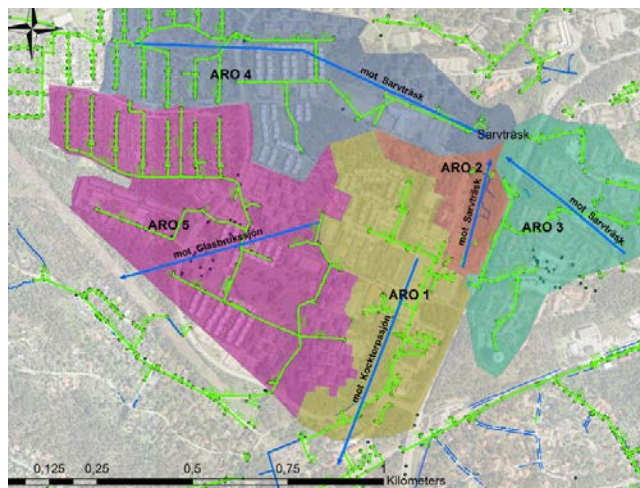 ARO 4
mot Sarvträsk
Sarvträsk
ARO 2
mot Sarvträsk
mot Sarvträsk
ARO 3
ARO 5
mot Glasbrukssjön
ARO 1
mot Kocktorpssjön
0,125 0,25 0,5 0,75 1
Kilometers